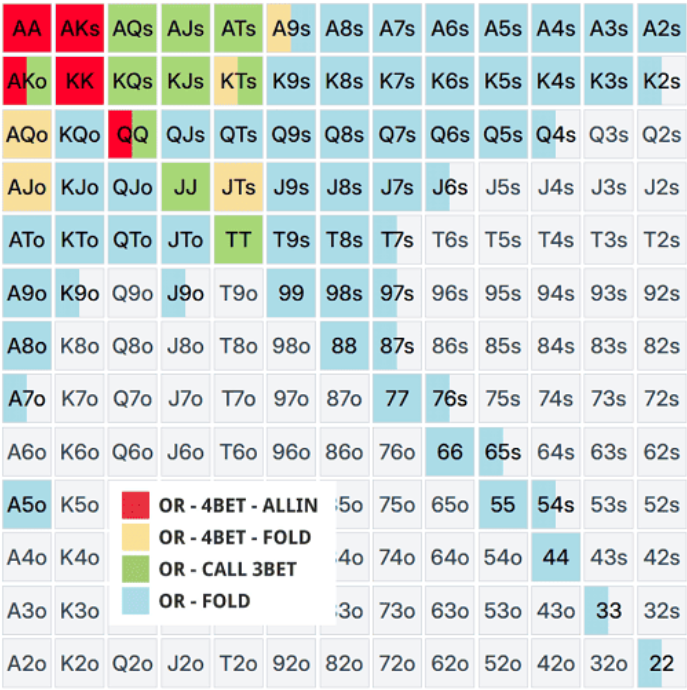 AA AKs AQs AJs ATs A9s A8s A7s A6s A5s A4s A3s A2s
AKo KK KQs KJs KTs K9s K8s K7s K6s K5s K4s K3s K2s
AQo KQo QQ QJs QTs Q9s Q8s Q7s Q6s Q5s Q4s Q3s Q2s
AJo KJo QJo JJ JTs J9s J8s J7s J6s J5s J4s J3s J2s
ATo KTo QTo JTo TT T9s T8s T7s T6s T5s T4s T3s T2s
A9o K9o Q9o J9o T9o 99 98s 97s 96s 95s 94s 93s 92s
A8o K8o Q8o J8o T8o 98o 88 87s 86s 85s 84s 83s 82s
A7o K7o Q7o J7o T7o 97o 87o 77 76s 75s 74s 73s 72s
A6o K6o Q6o J6o T6o 96o 86o 76o 66 65s 64s 63s 62s
A5o K5o 75o 65o 55 54s 53s 52s
A4o K4o 74o 64o 54o 44 43s 42s
A3o K3o 73o 63o 53o 43o 33 32s
A2o K2o Q2o J2o T2o 92o 82o 72o 62o 52o 42o 32o 22
OR - 4BET - ALLIN
OR - 4BET - FOLD
OR - CALL 3BET
OR - FOLD